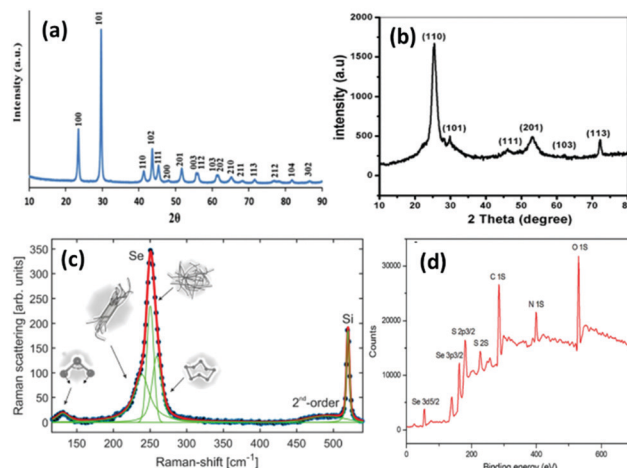 (a)
Intensity (a.u.)
100
101
110
102
111
200
201
003
112
103
202
210
211
113
212
104
302
10 20 30 40 50 60 70 80 90
2θ
(b)
intensity (a.u)
2000
1500
1000
500
0
(110)
(101)
(111)
(201)
(103)
(113)
10 20 30 40 50 60 70 80
2 Theta (degree)
(c)
Raman scattering [arb. units]
350
300
250
200
150
100
50
0
Se
Si
2nd-order
150 200 250 300 350 400 450 500
Raman-shift [cm-1]
(d)
Counts
30000
20000
10000
0
O 1S
C 1S
N 1S
S 2p3/2
S 2S
Se 3p3/2
Se 3d5/2
0 200 400 600
Binding energy (eV)